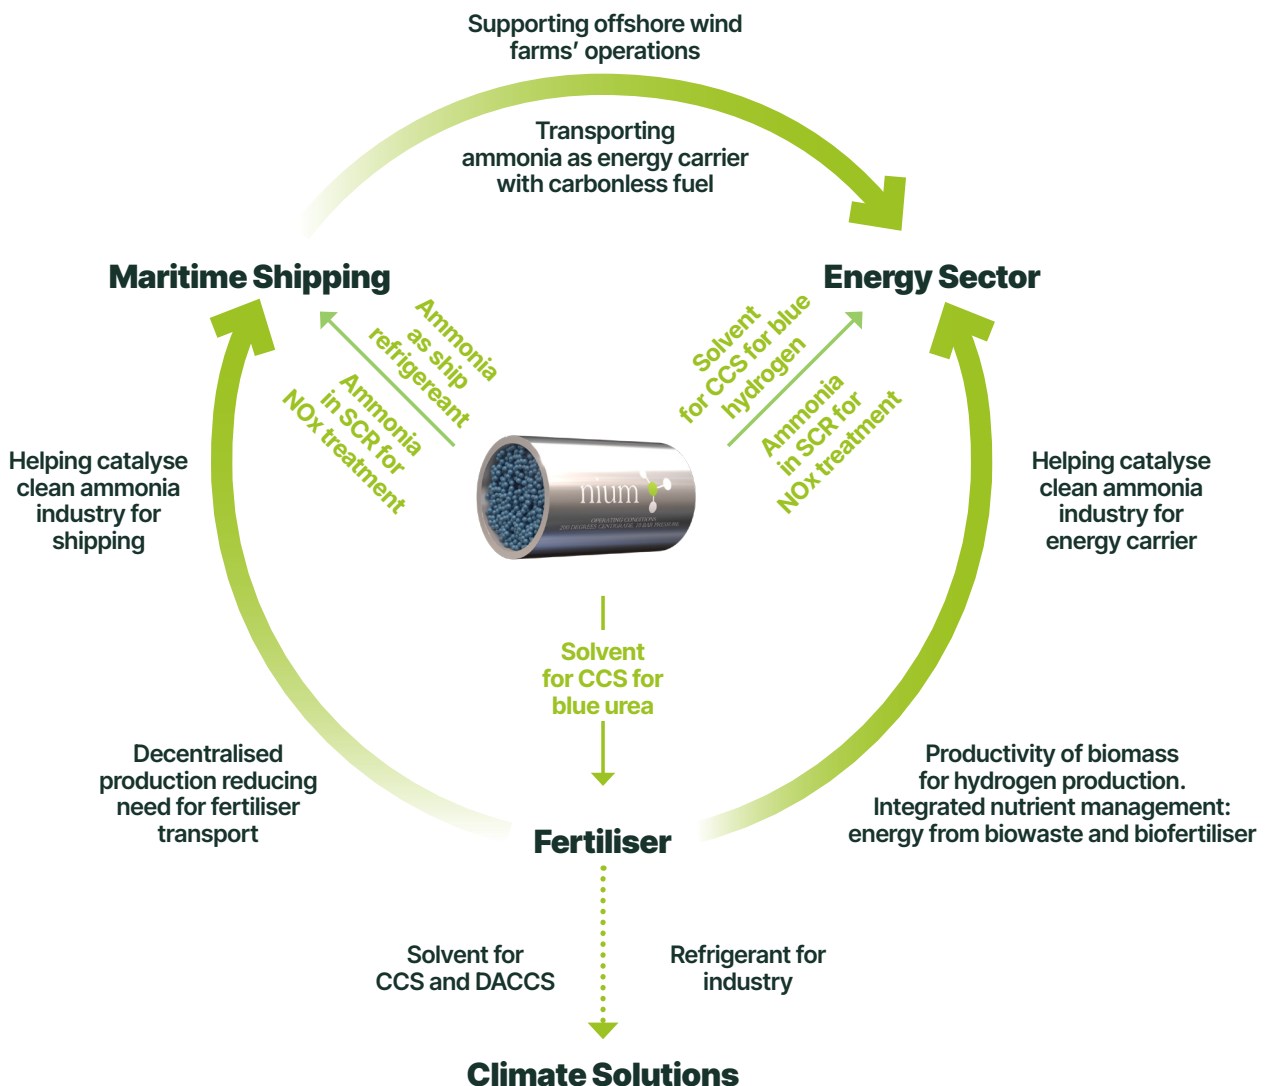 Supporting offshore wind
farms’ operations
Transporting
ammonia as energy carrier
with carbonless fuel
Maritime Shipping
Energy Sector
Ammonia
as ship
refrigereant
Ammonia
in SCR for
NOx treatment
Solvent
for CCS for blue
hydrogen
Ammonia
in SCR for
NOx treatment
Helping catalyse
clean ammonia
industry for
shipping
nium
OPERATING CONDITIONS
Helping catalyse
clean ammonia
industry for
energy carrier
Solvent
for CCS for
blue urea
Decentralised
production reducing
need for fertiliser
transport
Productivity of biomass
for hydrogen production.
Integrated nutrient management:
energy from biowaste and biofertiliser
Fertiliser
Solvent for
CCS and DACCS
Refrigerant for
industry
Climate Solutions